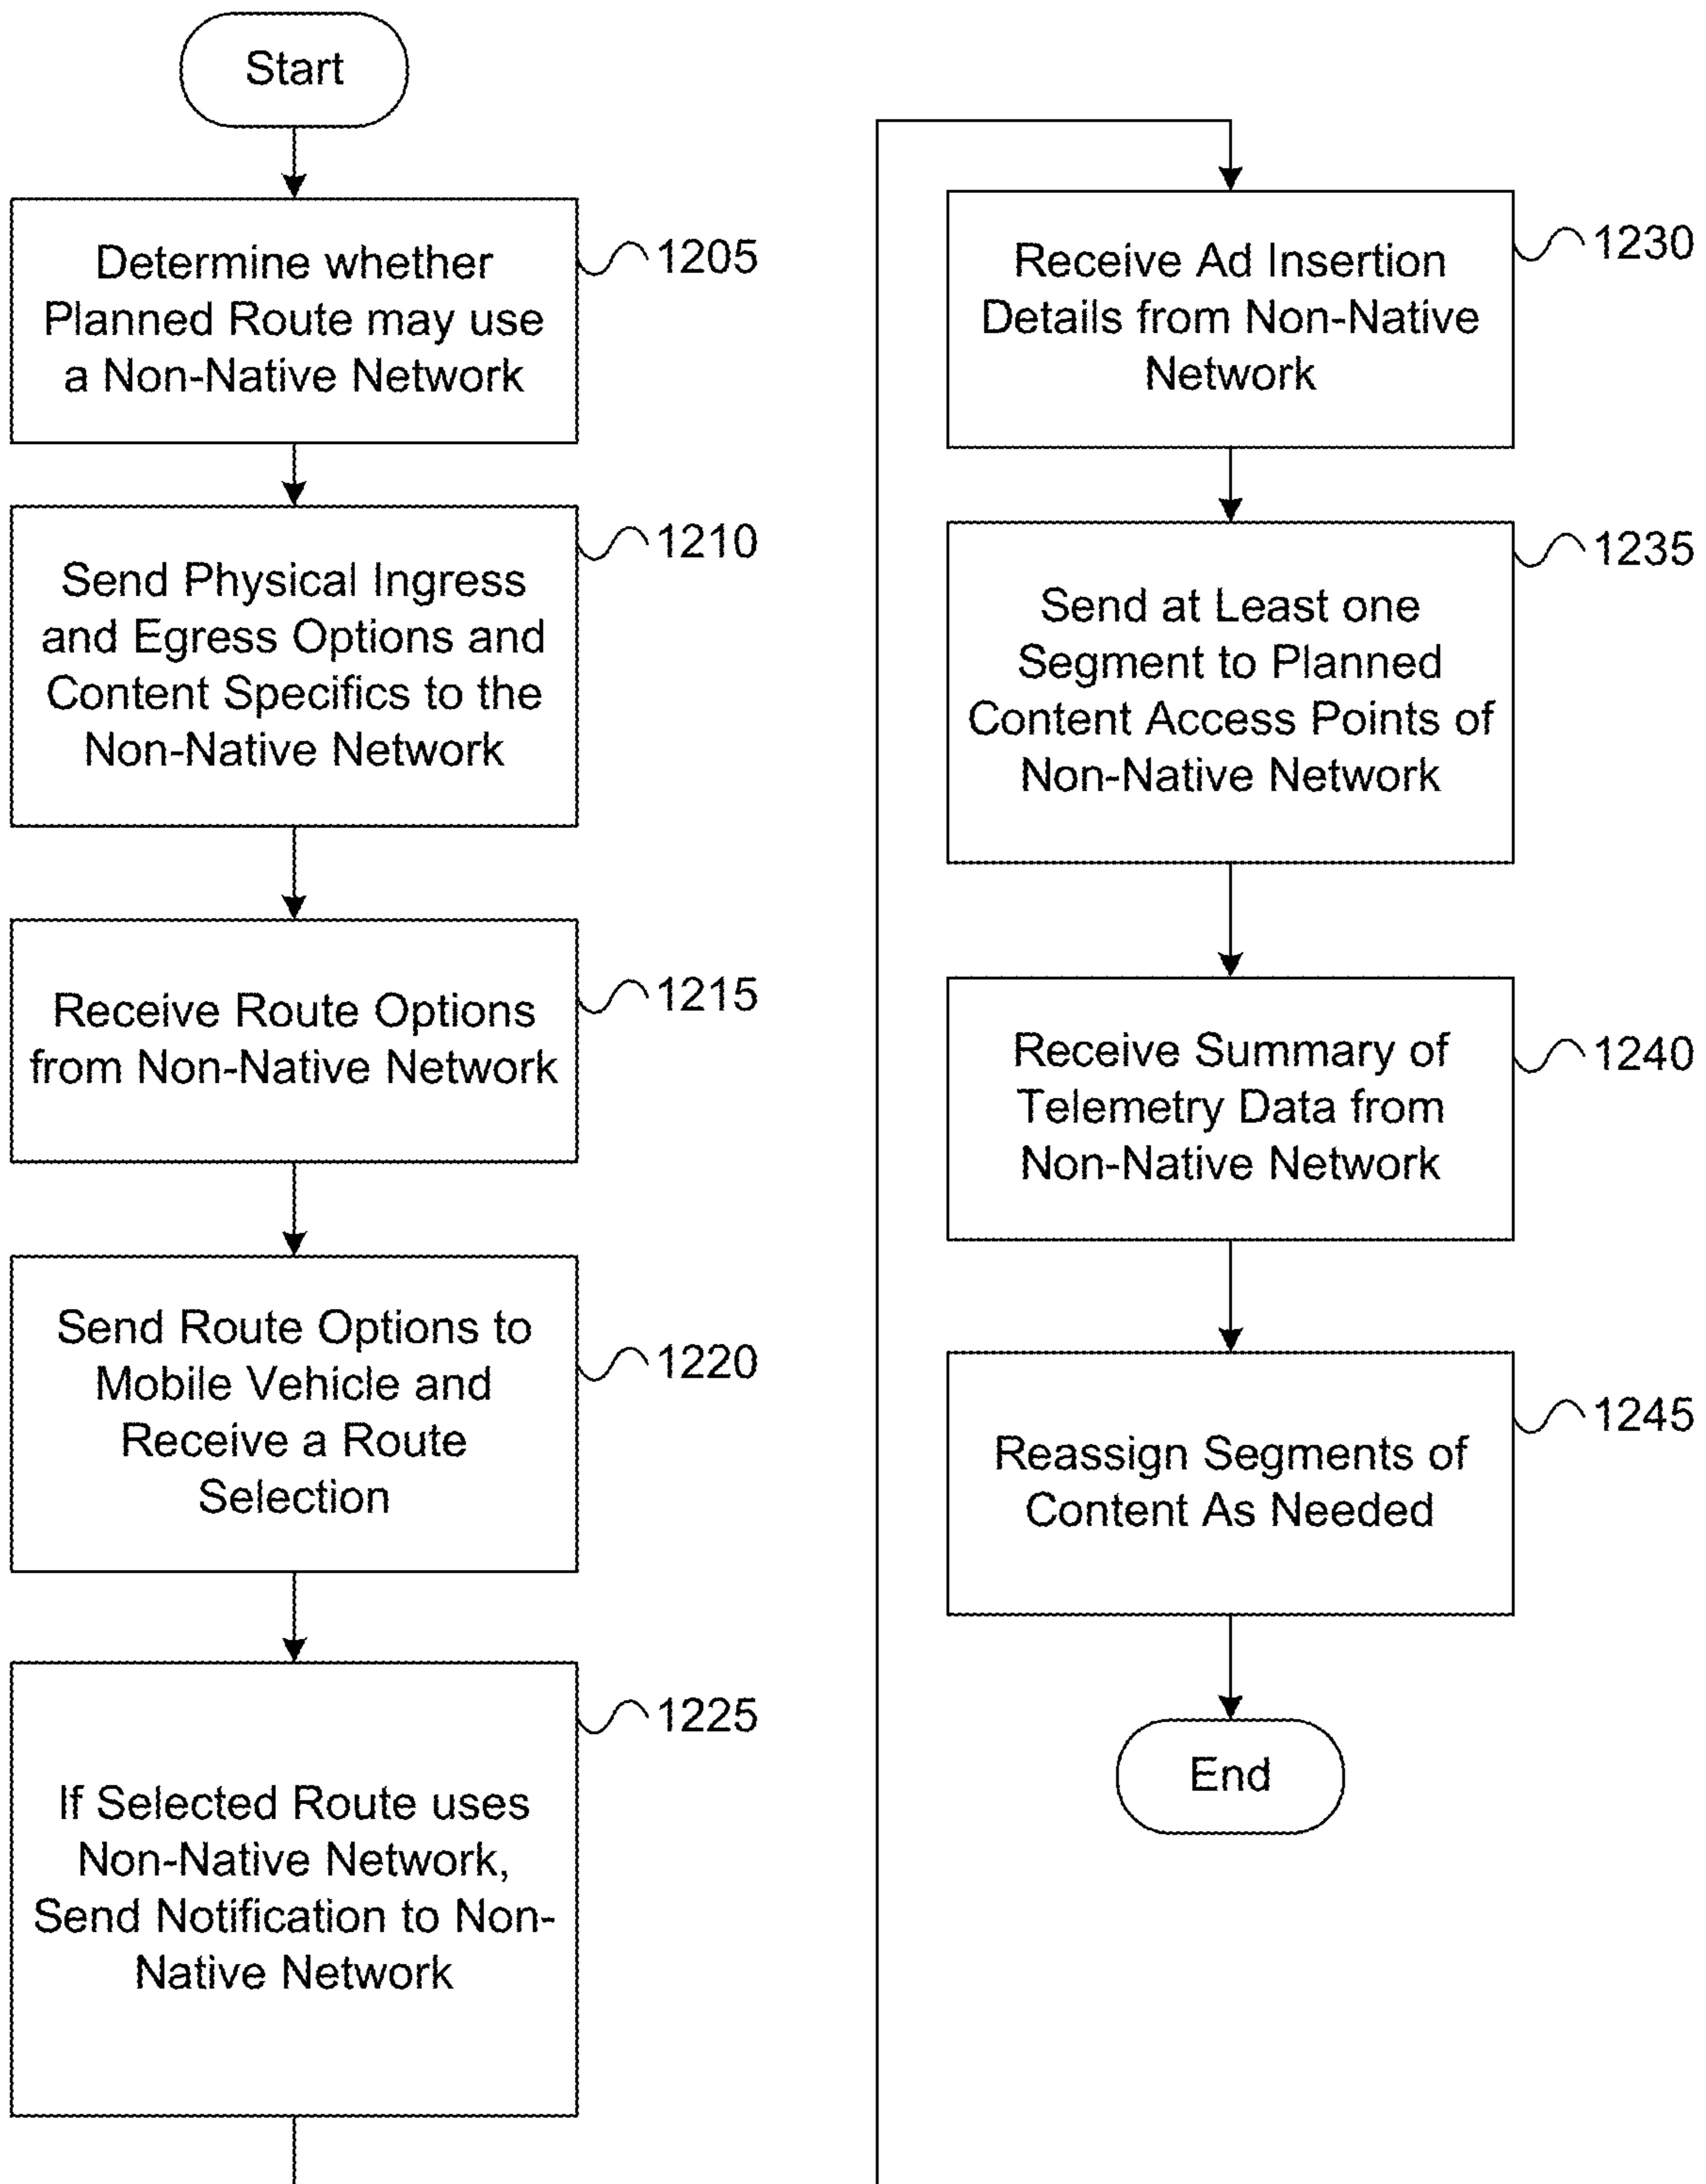 Start
Determine whether
Planned Route may use
a Non-Native Network
1205
Send Physical Ingress
and Egress Options and
Content Specifics to the
Non-Native Network
1210
Receive Route Options
from Non-Native Network
1215
Send Route Options to
Mobile Vehicle and
Receive a Route
Selection
1220
If Selected Route uses
Non-Native Network,
Send Notification to Non-
Native Network
1225
Receive Ad Insertion
Details from Non-Native
Network
1230
Send at Least one
Segment to Planned
Content Access Points of
Non-Native Network
1235
Receive Summary of
Telemetry Data from
Non-Native Network
1240
Reassign Segments of
Content As Needed
1245
End